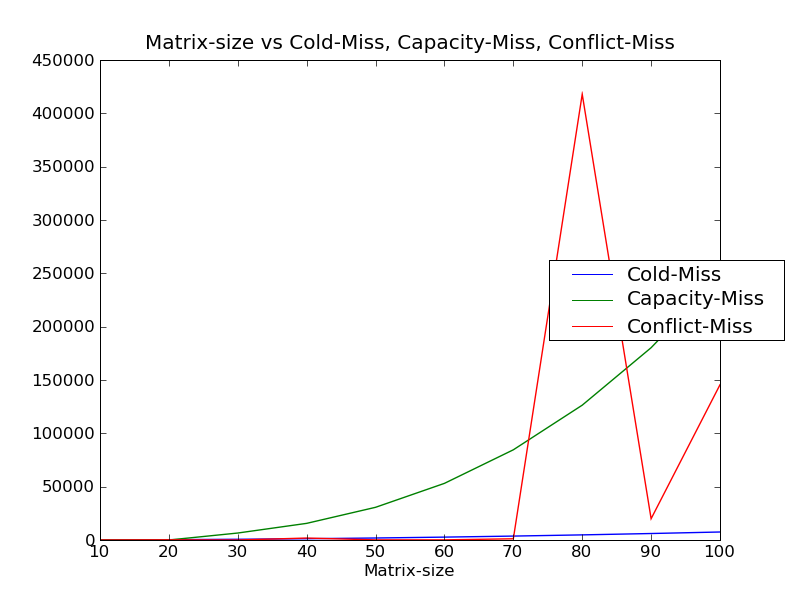 Matrix-size vs Cold-Miss, Capacity-Miss, Conflict-Miss
450000
400000
350000
300000
250000
200000
150000
100000
50000
0
Cold-Miss
Capacity-Miss
Conflict-Miss
10 20 30 40 50 60 70 80 90 100
Matrix-size